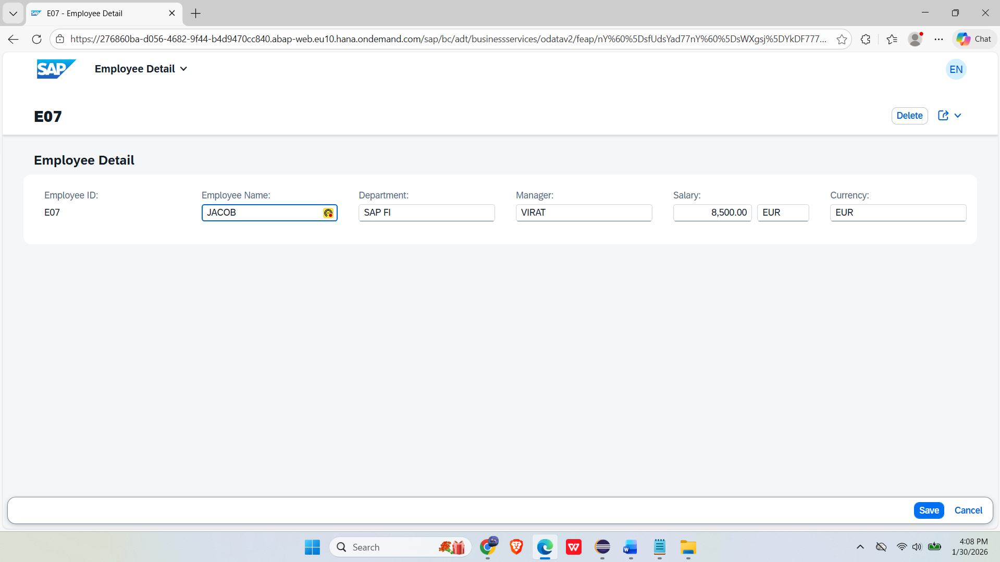 E07 - Employee Detail
https://276860ba-d056-4682-9f44-b4d9470cc840.abap-web.eu10.hana.ondemand.com/sap/bc/adt/businessservices/odatav2/feap/nY%60%5DsfUdsYad77nY%60%5DsWXgsj%5DYkDF777...
Chat
SAP
Employee Detail
EN
E07
Delete
Employee Detail
Employee ID:
E07
Employee Name:
JACOB
Department:
SAP FI
Manager:
VIRAT
Salary:
8,500.00 EUR
Currency:
EUR
Save Cancel
Search
4:08 PM
1/30/2026